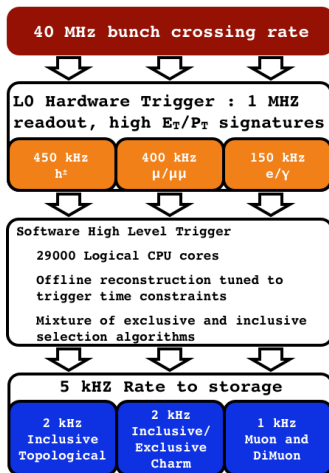 40 MHz bunch crossing rate
L0 Hardware Trigger : 1 MHz
readout, high E_T/P_T signatures
450 kHz
h±
400 kHz
μ/μμ
150 kHz
e/γ
Software High Level Trigger
29000 Logical CPU cores
Offline reconstruction tuned to
trigger time constraints
Mixture of exclusive and inclusive
selection algorithms
5 kHz Rate to storage
2 kHz
Inclusive
Topological
2 kHz
Inclusive/
Exclusive
Charm
1 kHz
Muon and
DiMuon